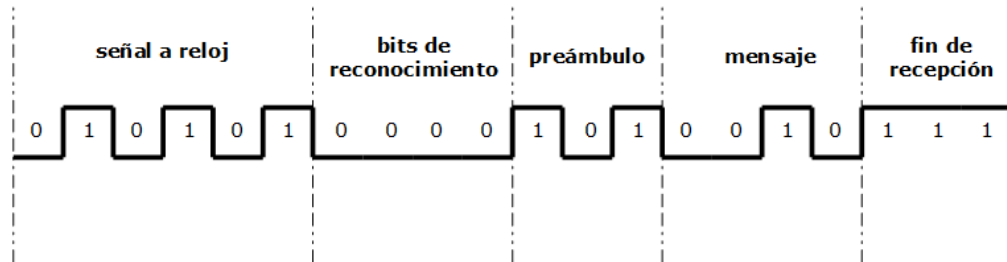 señal a reloj
bits de
reconocimiento
preámbulo
mensaje
fin de
recepción
0 1 0 1 0 1 0 0 0 0 1 0 1 0 0 1 0 1 1 1